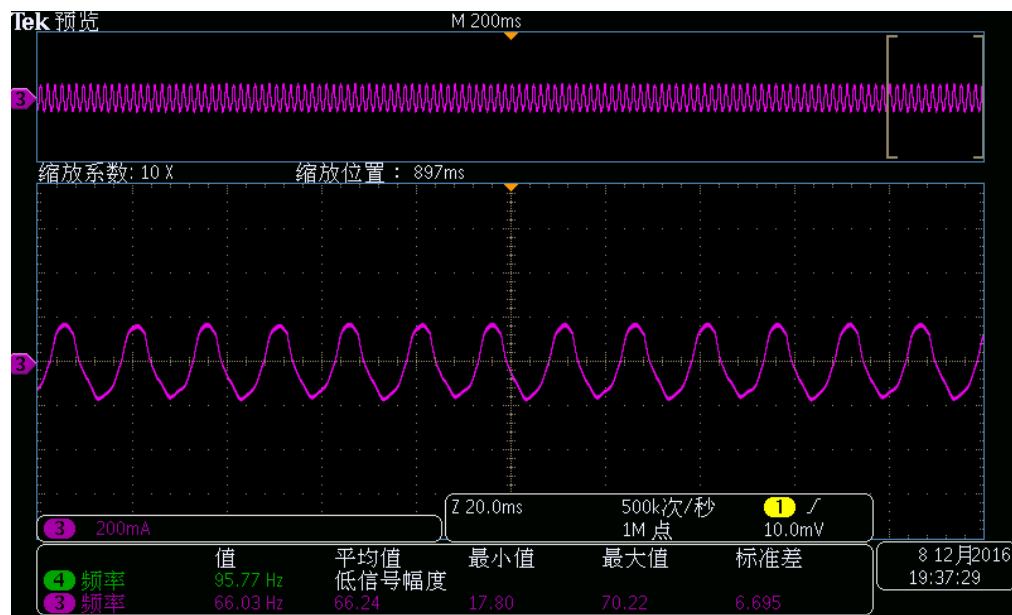 Tek 预览 M 200ms
3
缩放系数: 10 X 缩放位置： 897ms
3
Z 20.0ms 500k次/秒 1
3 200mA 1M 点 10.0mV
值 平均值 最小值 最大值 标准差
4 频率 95.77 Hz 低信号幅度
3 频率 66.03 Hz 66.24 17.80 70.22 6.695
8 12月2016
19:37:29